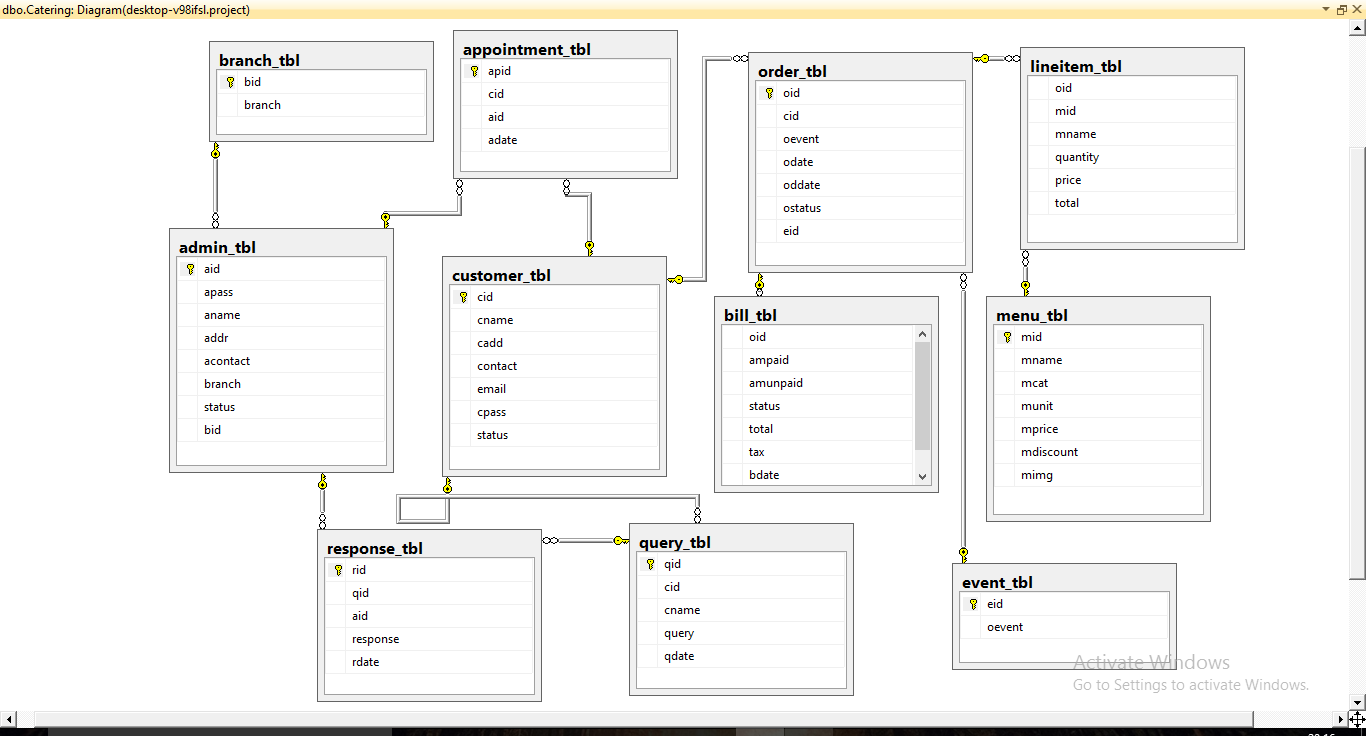 dbo.Catering: Diagram(desktop-v98ifsl.project)
branch_tbl
bid
branch
appointment_tbl
apid
cid
aid
adate
order_tbl
oid
cid
oevent
odate
oddate
ostatus
eid
lineitem_tbl
oid
mid
mname
quantity
price
total
admin_tbl
aid
apass
aname
addr
acontact
branch
status
bid
customer_tbl
cid
cname
cadd
contact
email
cpass
status
bill_tbl
oid
ampaid
amunpaid
status
total
tax
bdate
menu_tbl
mid
mname
mcat
munit
mprice
mdiscount
mimg
response_tbl
rid
qid
aid
response
rdate
query_tbl
qid
cid
cname
query
qdate
event_tbl
eid
oevent
Activate Windows
Go to Settings to activate Windows.